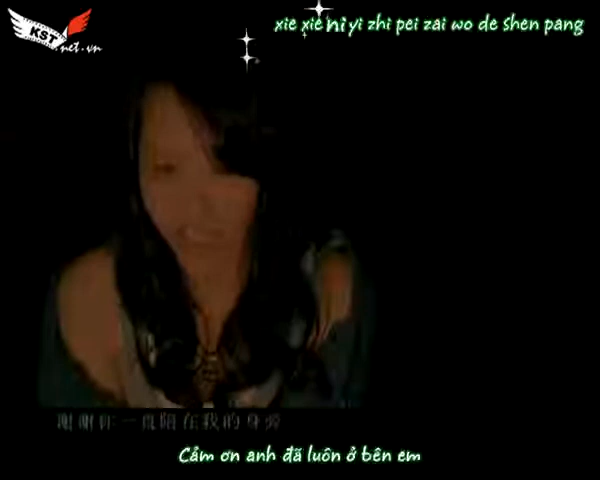 xie xie ni yi zhi pei zai wo de shen pang
KST
.net.vn
謝謝你一直陪在我的身旁
Cảm ơn anh đã luôn ở bên em